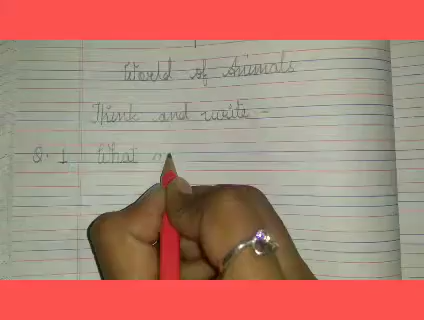 World of Animals
Think and write -
Q. 1 What